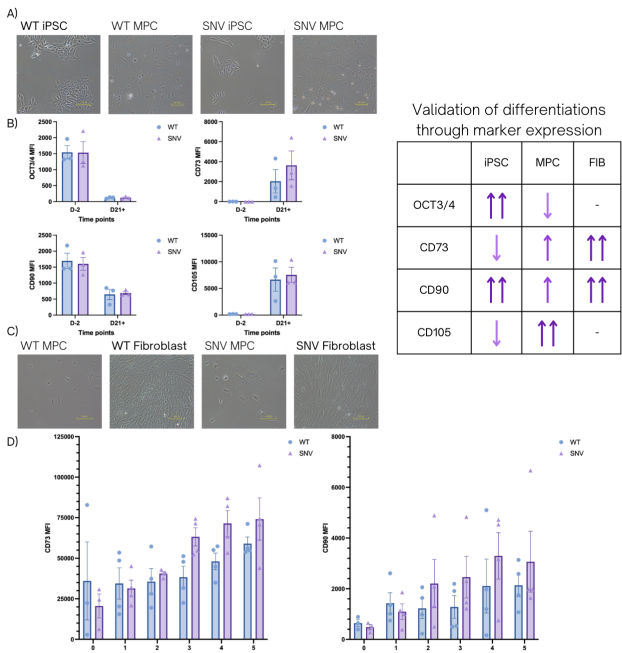 A)
WT iPSC
WT MPC
SNV iPSC
SNV MPC
B)
OCT3/4 MFI
2500
2000
1500
1000
500
0
D-2
D21+
Time points
WT
SNV
CD73 MFI
8000
6000
4000
2000
0
D-2
D21+
Time points
WT
SNV
CD90 MFI
2500
2000
1500
1000
500
0
D-2
D21+
Time points
WT
SNV
CD105 MFI
15000
10000
5000
0
D-2
D21+
Time points
WT
SNV
Validation of differentiations
through marker expression
iPSC MPC FIB
OCT3/4 ↑↑ ↓ -
CD73 ↓ ↑ ↑↑
CD90 ↑↑ ↑ ↑↑
CD105 ↓ ↑↑ -
C)
WT MPC
WT Fibroblast
SNV MPC
SNV Fibroblast
D)
CD73 MFI
125000
100000
75000
50000
25000
0
0 1 2 3 4 5
WT
SNV
CD90 MFI
8000
6000
4000
2000
0
0 1 2 3 4 5
WT
SNV